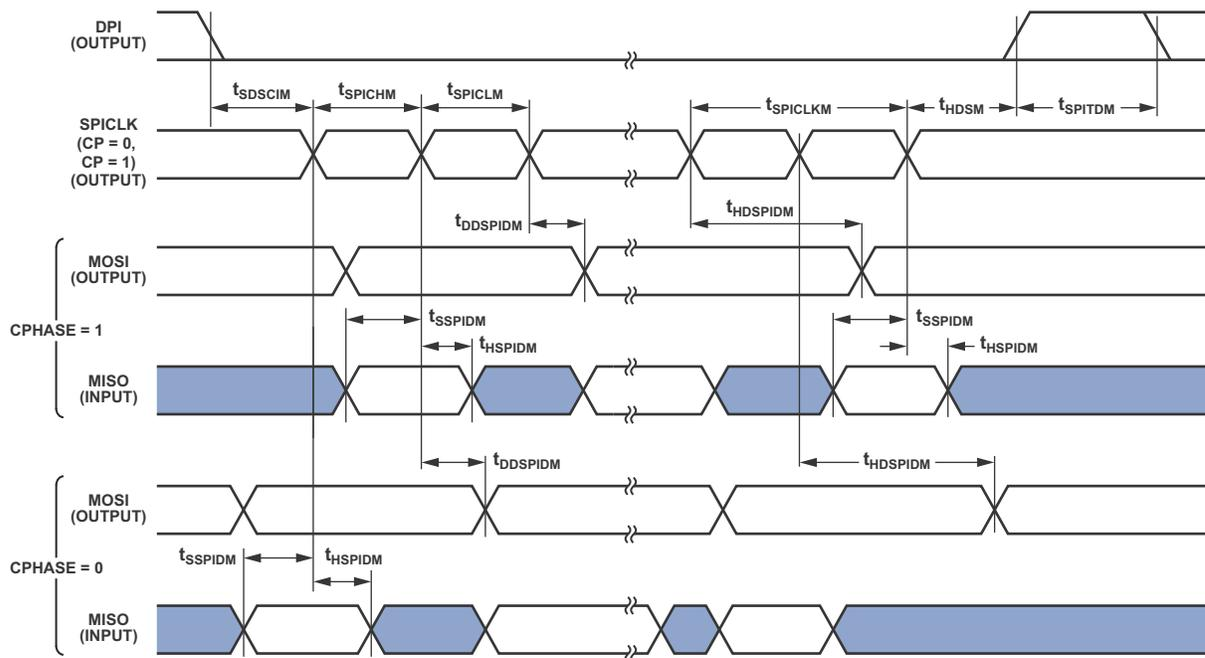 DPI
(OUTPUT)
tSDSCIM
tSPICHM
tSPICLM
tSPICLKM
tHDSM
tSPITDM
SPICLK
(CP = 0,
CP = 1)
(OUTPUT)
tDDSPIDM
tHDSPIDM
MOSI
(OUTPUT)
CPHASE = 1
tSSPIDM
tSSPIDM
tHSPIDM
tHSPIDM
MISO
(INPUT)
tDDSPIDM
tHDSPIDM
MOSI
(OUTPUT)
CPHASE = 0
tSSPIDM
tHSPIDM
MISO
(INPUT)